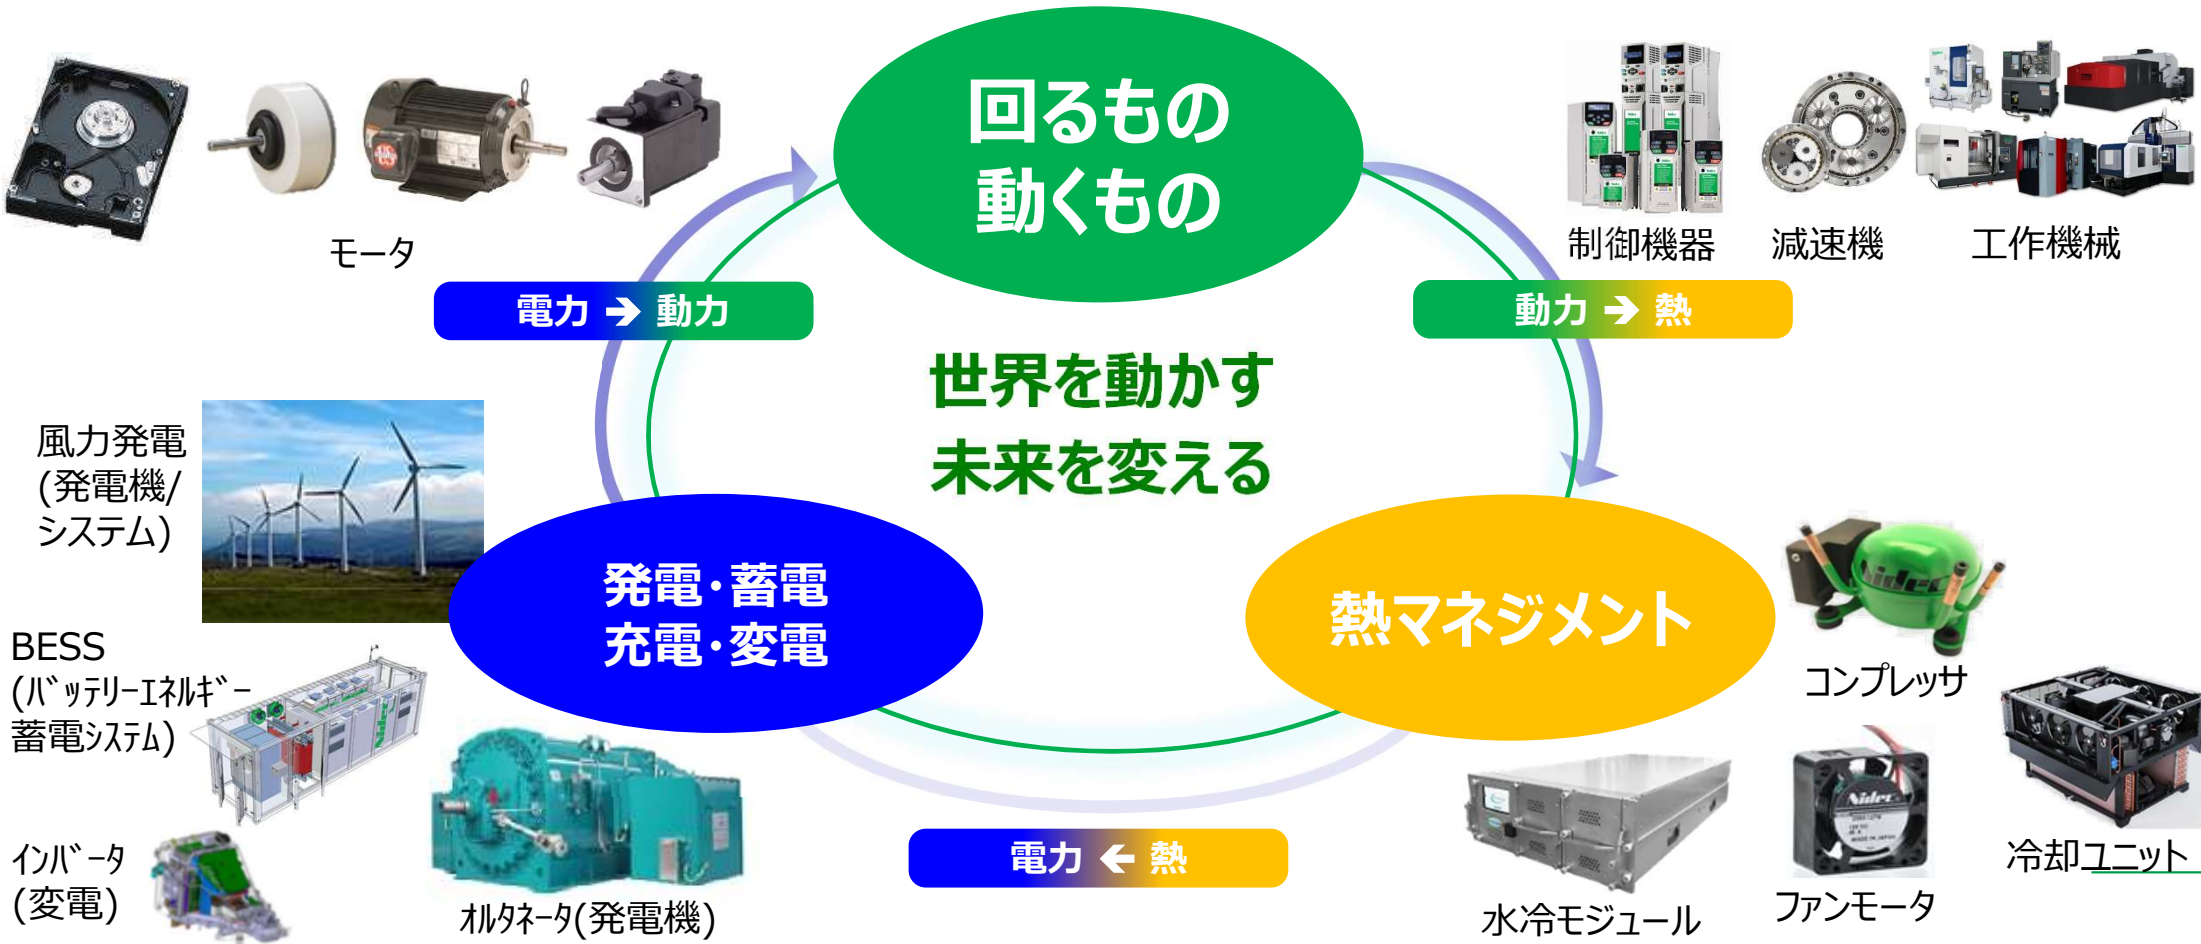 回るもの
動くもの
モータ
制御機器
減速機
工作機械
電力 → 動力
動力 → 熱
世界を動かす
未来を変える
風力発電
(発電機/
システム)
発電・蓄電
充電・変電
熱マネジメント
Nidec
コンプレッサ
BESS
(ﾊﾞｯﾃﾘｰｴﾈﾙｷﾞｰ
蓄電ｼｽﾃﾑ)
Nidec
Nidec
冷却ユニット
ｲﾝﾊﾞｰﾀ
(変電)
ｵﾙﾀﾈｰﾀ(発電機)
電力 ← 熱
水冷モジュール
ファンモータ